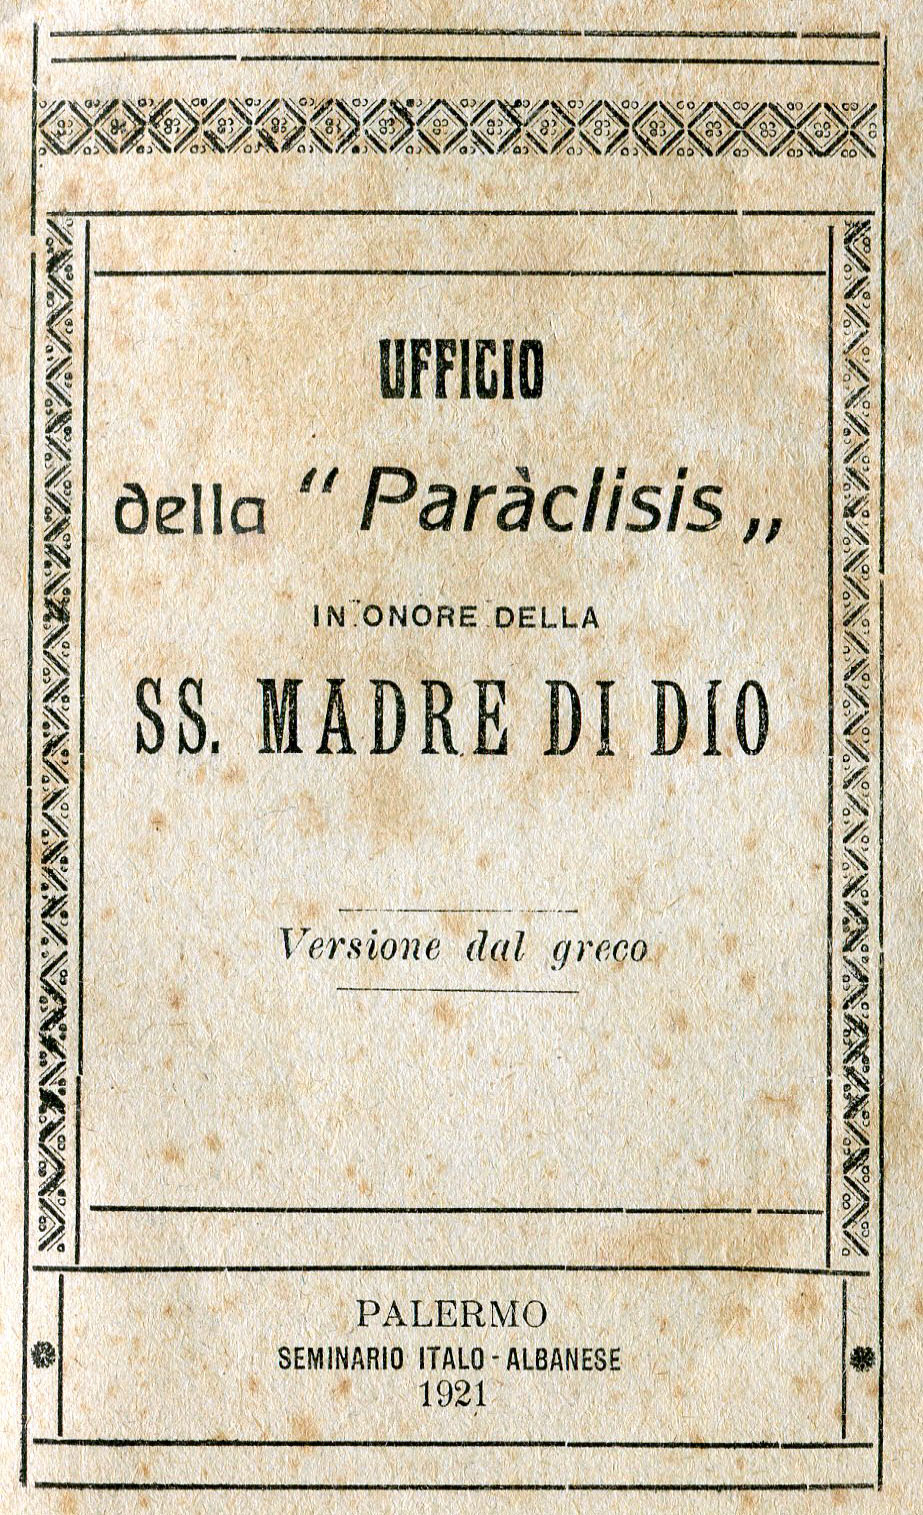 UFFICIO
della “ Paràclisis „
IN ONORE DELLA
SS. MADRE DI DIO
Versione dal greco
PALERMO
SEMINARIO ITALO-ALBANESE
1921